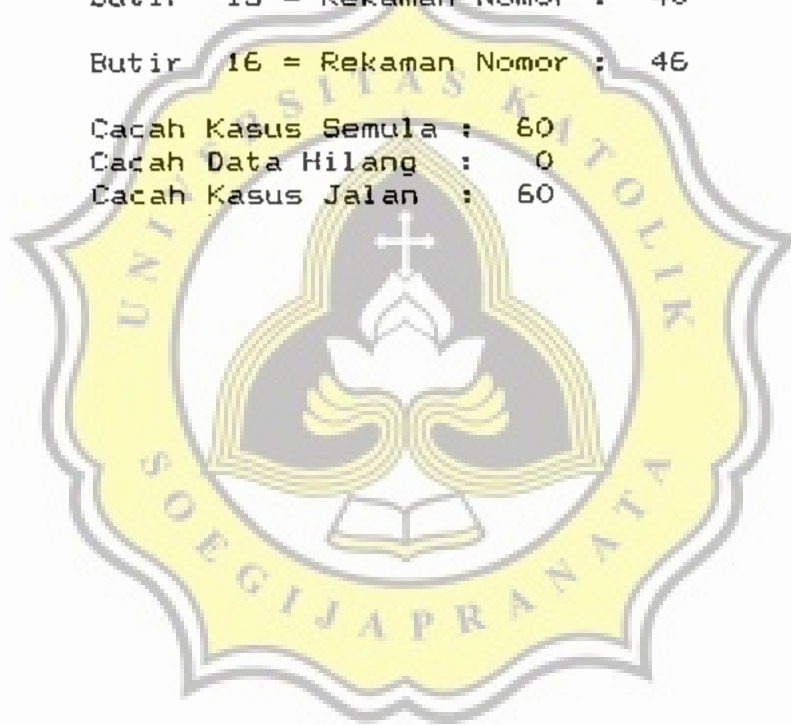 Butir 16 = Rekaman Nomor : 46
Cacah Kasus Semula : 60
Cacah Data Hilang : 0
Cacah Kasus Jalan : 60
UNIVERSITAS KATOLIK
SOEGIJAPRANATA